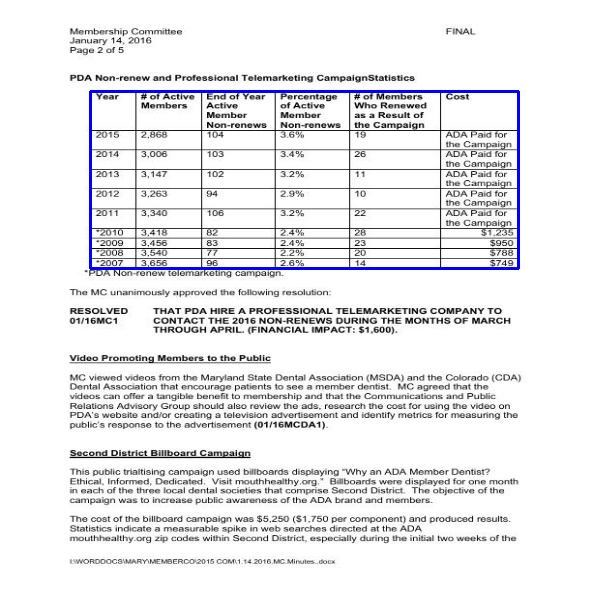 Membership Committee FINAL
January 14, 2016
Page 2 of 5
PDA Non-renew and Professional Telemarketing CampaignStatistics
Year # of Active Members End of Year Active Member Non-renews Percentage of Active Member Non-renews # of Members Who Renewed as a Result of the Campaign Cost
2015 2,868 104 3.6% 19 ADA Paid for the Campaign
2014 3,006 103 3.4% 26 ADA Paid for the Campaign
2013 3,147 102 3.2% 11 ADA Paid for the Campaign
2012 3,263 94 2.9% 10 ADA Paid for the Campaign
2011 3,340 106 3.2% 22 ADA Paid for the Campaign
*2010 3,418 82 2.4% 28 $1,235
*2009 3,456 83 2.4% 23 $950
*2008 3,540 77 2.2% 20 $788
*2007 3,656 96 2.6% 14 $749
*PDA Non-renew telemarketing campaign.
The MC unanimously approved the following resolution:
RESOLVED THAT PDA HIRE A PROFESSIONAL TELEMARKETING COMPANY TO
01/16MC1 CONTACT THE 2016 NON-RENEWS DURING THE MONTHS OF MARCH
THROUGH APRIL. (FINANCIAL IMPACT: $1,600).
Video Promoting Members to the Public
MC viewed videos from the Maryland State Dental Association (MSDA) and the Colorado (CDA)
Dental Association that encourage patients to see a member dentist. MC agreed that the
videos can offer a tangible benefit to membership and that the Communications and Public
Relations Advisory Group should also review the ads, research the cost for using the video on
PDA's website and/or creating a television advertisement and identify metrics for measuring the
public's response to the advertisement (01/16MCDA1).
Second District Billboard Campaign
This public trialtising campaign used billboards displaying "Why an ADA Member Dentist?
Ethical, Informed, Dedicated. Visit mouthhealthy.org." Billboards were displayed for one month
in each of the three local dental societies that comprise Second District. The objective of the
campaign was to increase public awareness of the ADA brand and members.
The cost of the billboard campaign was $5,250 ($1,750 per component) and produced results.
Statistics indicate a measurable spike in web searches directed at the ADA
mouthhealthy.org zip codes within Second District, especially during the initial two weeks of the
I:\WORDDOCS\MARY\MEMBERCO\2015 COM\1.14.2016.MC.Minutes..docx